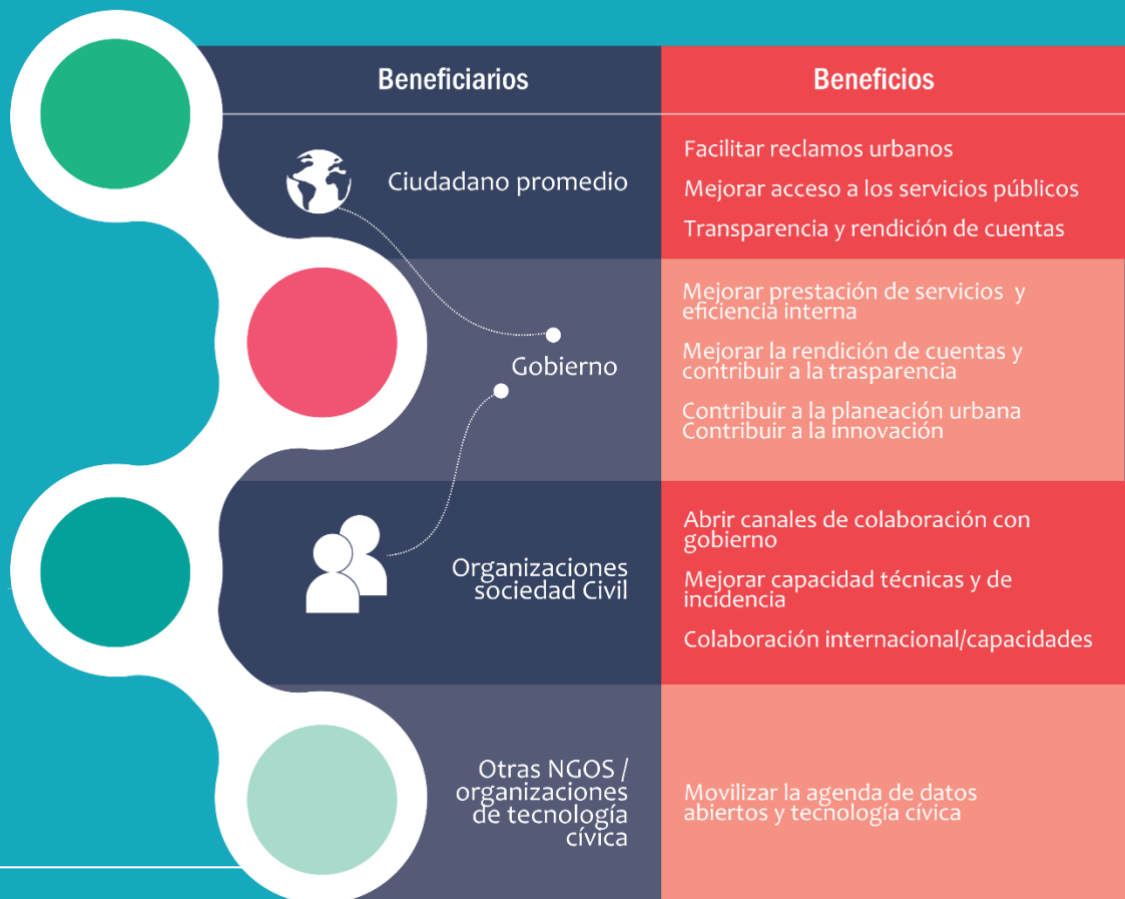 Beneficiarios
Beneficios
Ciudadano promedio
Facilitar reclamos urbanos
Mejorar acceso a los servicios públicos
Transparencia y rendición de cuentas
Gobierno
Mejorar prestación de servicios y
eficiencia interna
Mejorar la rendición de cuentas y
contribuir a la trasparencia
Contribuir a la planeación urbana
Contribuir a la innovación
Organizaciones
sociedad Civil
Abrir canales de colaboración con
gobierno
Mejorar capacidad técnicas y de
incidencia
Colaboración internacional/capacidades
Otras NGOS /
organizaciones
de tecnología
cívica
Movilizar la agenda de datos
abiertos y tecnología cívica